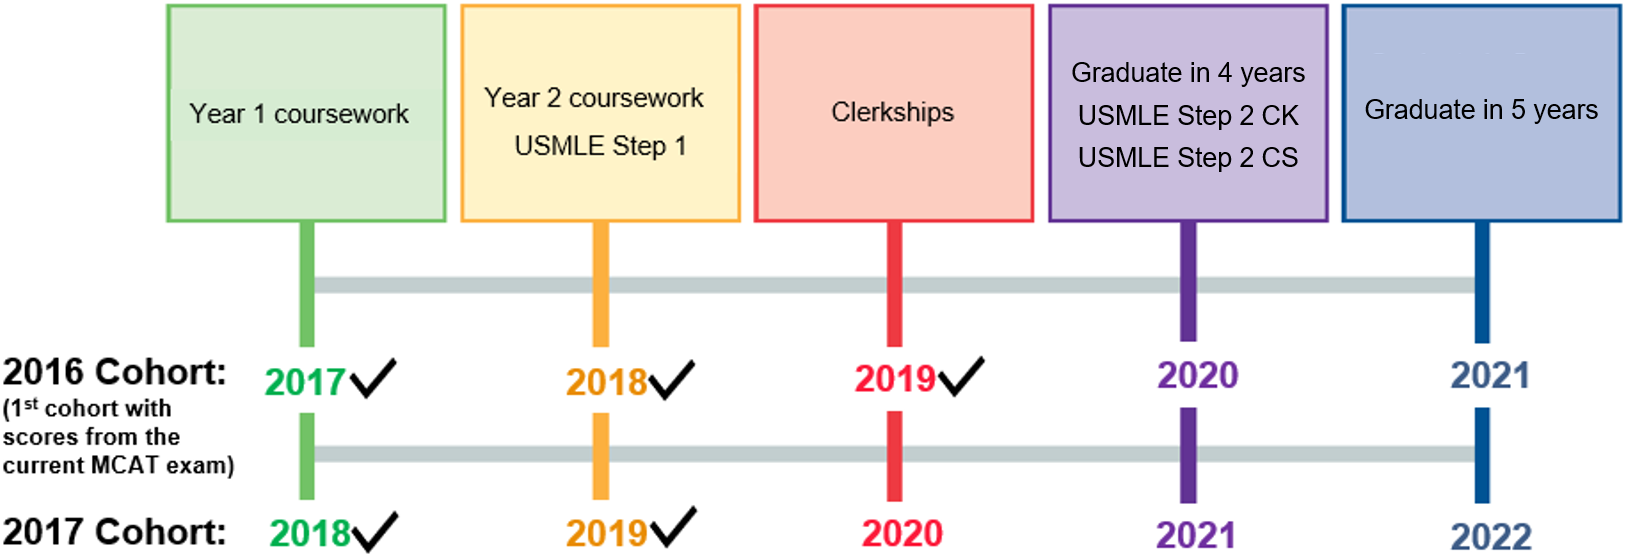 Year 1 coursework
Year 2 coursework
USMLE Step 1
Clerkships
Graduate in 4 years
USMLE Step 2 CK
USMLE Step 2 CS
Graduate in 5 years
2016 Cohort:
(1st cohort with
scores from the
current MCAT exam)
2017
2018
2019
2020
2021
2017 Cohort:
2018
2019
2020
2021
2022